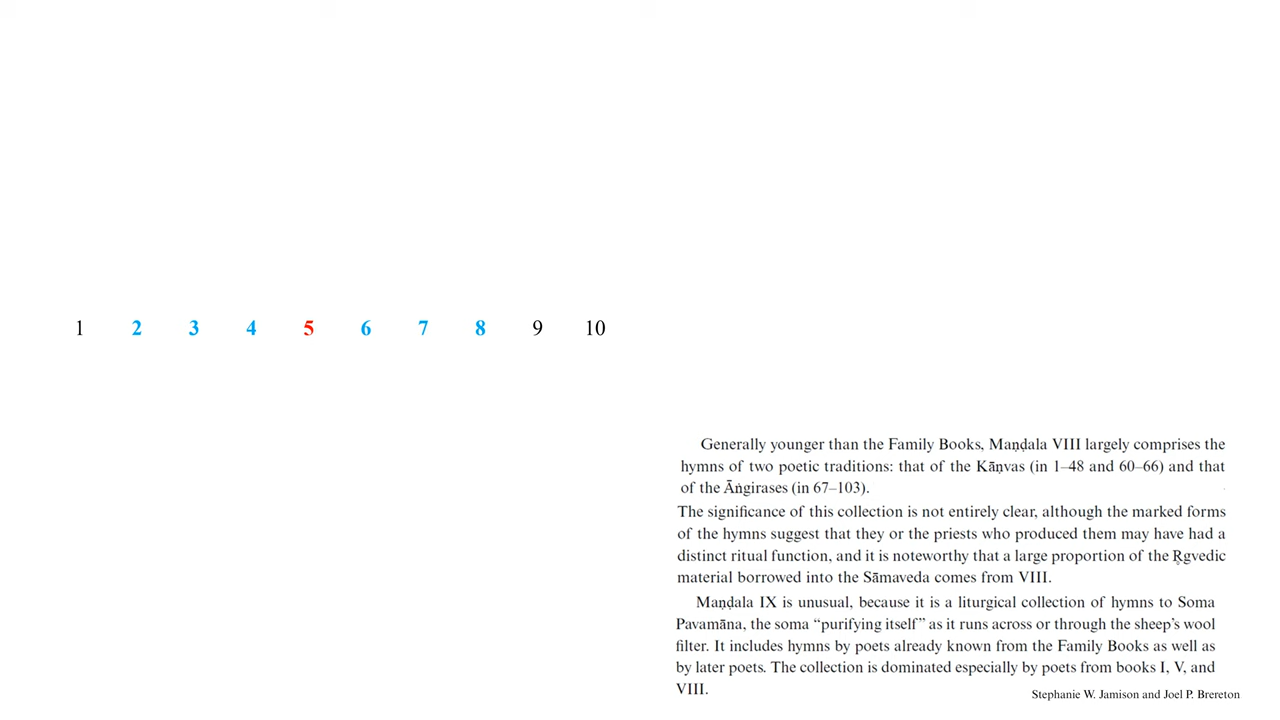 1 2 3 4 5 6 7 8 9 10
Generally younger than the Family Books, Maṇḍala VIII largely comprises the
hymns of two poetic traditions: that of the Kāṇvas (in 1–48 and 60–66) and that
of the Āṅgirases (in 67–103).
The significance of this collection is not entirely clear, although the marked forms
of the hymns suggest that they or the priests who produced them may have had a
distinct ritual function, and it is noteworthy that a large proportion of the Ṛgvedic
material borrowed into the Sāmaveda comes from VIII.
Maṇḍala IX is unusual, because it is a liturgical collection of hymns to Soma
Pavamāna, the soma “purifying itself” as it runs across or through the sheep’s wool
filter. It includes hymns by poets already known from the Family Books as well as
by later poets. The collection is dominated especially by poets from books I, V, and
VIII.
Stephanie W. Jamison and Joel P. Brereton